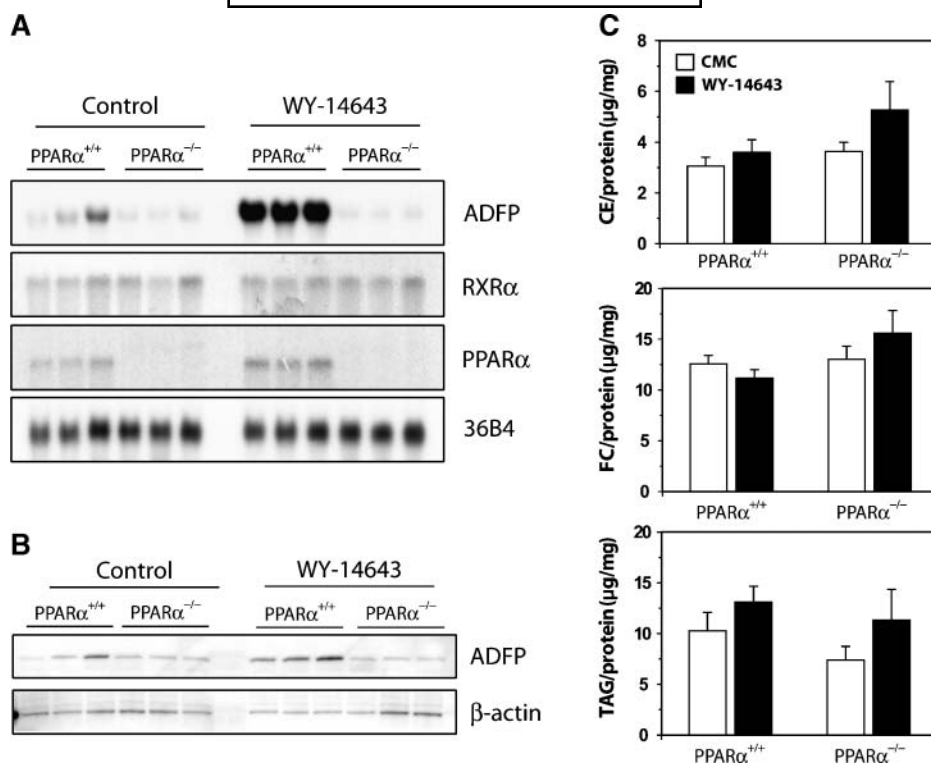 A
Control WY-14643
PPARα+/+ PPARα−/− PPARα+/+ PPARα−/−
ADFP
RXRα
PPARα
36B4
B
Control WY-14643
PPARα+/+ PPARα−/− PPARα+/+ PPARα−/−
ADFP
β-actin
C
CE/protein (µg/mg)
8
6
4
2
0
CMC
WY-14643
PPARα+/+ PPARα−/−
FC/protein (µg/mg)
20
15
10
5
0
PPARα+/+ PPARα−/−
TAG/protein (µg/mg)
20
15
10
5
0
PPARα+/+ PPARα−/−